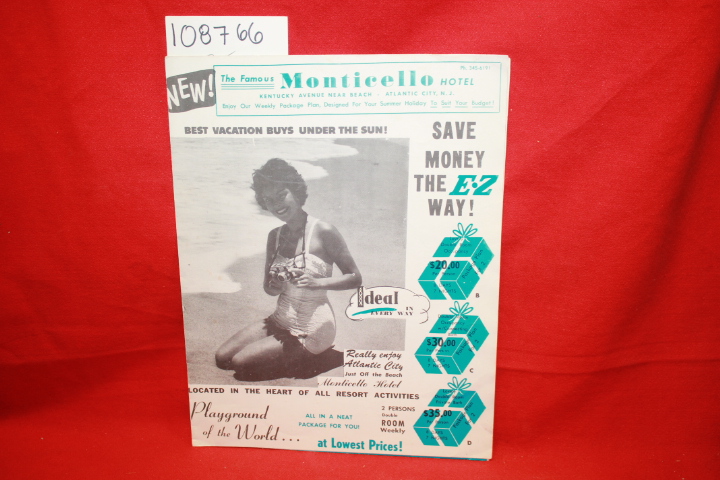 108766
NEW!
The Famous Monticello HOTEL
KENTUCKY AVENUE NEAR BEACH - ATLANTIC CITY, N. J.
Enjoy Our Weekly Package Plan, Designed For Your Summer Holiday To Suit Your Budget!
BEST VACATION BUYS UNDER THE SUN!
SAVE
MONEY
THE E-Z
WAY!
$20.00
B
Ideal
IN
EVERY WAY
$30.00
C
Really enjoy
Atlantic City
Just Off the Beach
Monticello Hotel
LOCATED IN THE HEART OF ALL RESORT ACTIVITIES
$35.00
D
Playground
of the World...
ALL IN A NEAT
PACKAGE FOR YOU!
2 PERSONS
Double
ROOM
Weekly
at Lowest Prices!